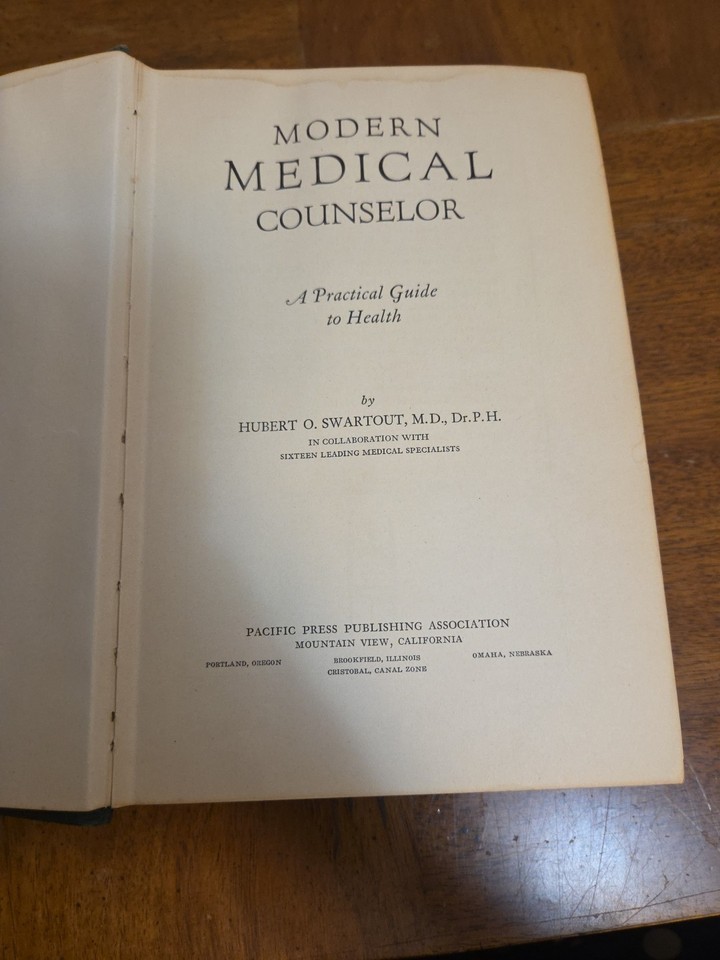 MODERN
MEDICAL
COUNSELOR
A Practical Guide
to Health
by
HUBERT O. SWARTOUT, M.D., Dr.P.H.
IN COLLABORATION WITH
SIXTEEN LEADING MEDICAL SPECIALISTS
PACIFIC PRESS PUBLISHING ASSOCIATION
MOUNTAIN VIEW, CALIFORNIA
PORTLAND, OREGON BROOKFIELD, ILLINOIS OMAHA, NEBRASKA
CRISTOBAL, CANAL ZONE